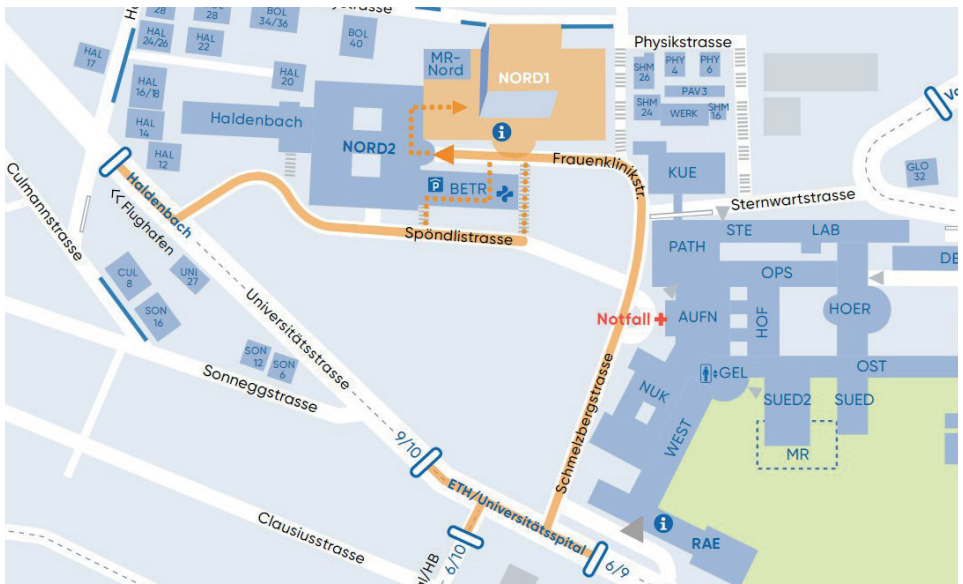 28
HAL
24/26
28
HAL
22
BOL
34/36
BOL
40
HAL
17
HAL
16/18
HAL
20
HAL
14
HAL
12
Haldenbach
MR-
Nord
NORD1
NORD2
i
P
BETR
Physikstrasse
SHM
26
PHY
4
PHY
6
PAV3
SHM
24
WERK
SHM
16
KUE
Frauenklinikstr.
GLO
32
Sternwartstrasse
Culmannstrasse
Haldenbach
Flughafen
Spöndlistrasse
PATH
STE
LAB
OPS
CUL
8
UNI
27
SON
16
Universitätsstrasse
Notfall
AUFN
HOF
HOER
OST
SON
12
SON
6
Sonneggstrasse
GEL
NUK
WEST
SUED2
SUED
MR
Schmelzbergstrasse
9/10
ETH/Universitätsspital
Clausiusstrasse
6/10
6/9
i
RAE